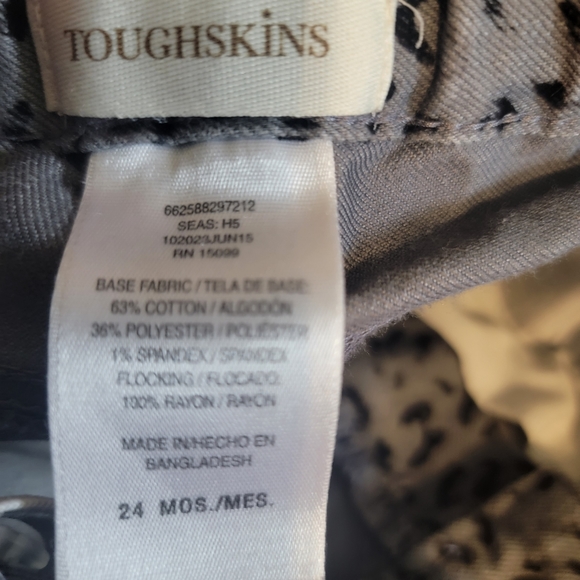 TOUGHSKINS
662588297212
SEAS: H5
102023JUN15
RN 15099
BASE FABRIC / TELA DE BASE:
63% COTTON / ALGODÓN
36% POLYESTER / POLIÉSTER
1% SPANDEX / SPANDEX
FLOCKING / FLOCADO:
100% RAYON / RAYÓN
MADE IN/HECHO EN
BANGLADESH
24 MOS./MES.